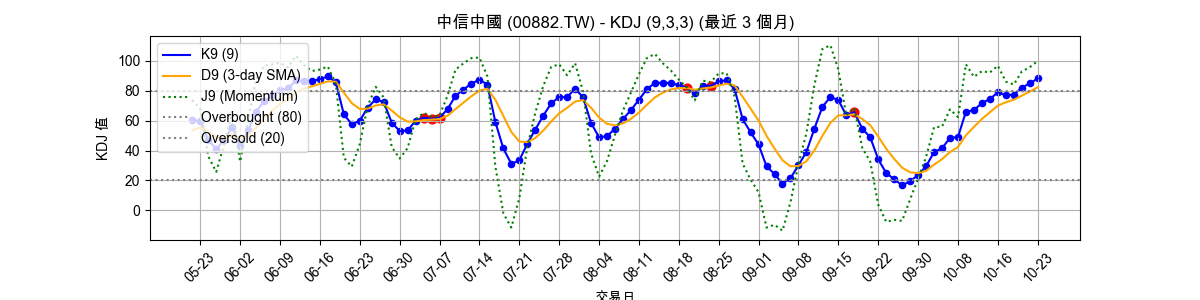 中信中國 (00882.TW) - KDJ (9,3,3) (最近 3 個月)
KDJ 值
100
80
60
40
20
0
K9 (9)
D9 (3-day SMA)
J9 (Momentum)
Overbought (80)
Oversold (20)
05-23 06-02 06-09 06-16 06-23 06-30 07-07 07-14 07-21 07-28 08-04 08-11 08-18 08-25 09-01 09-08 09-15 09-22 09-30 10-08 10-16 10-23
交易日